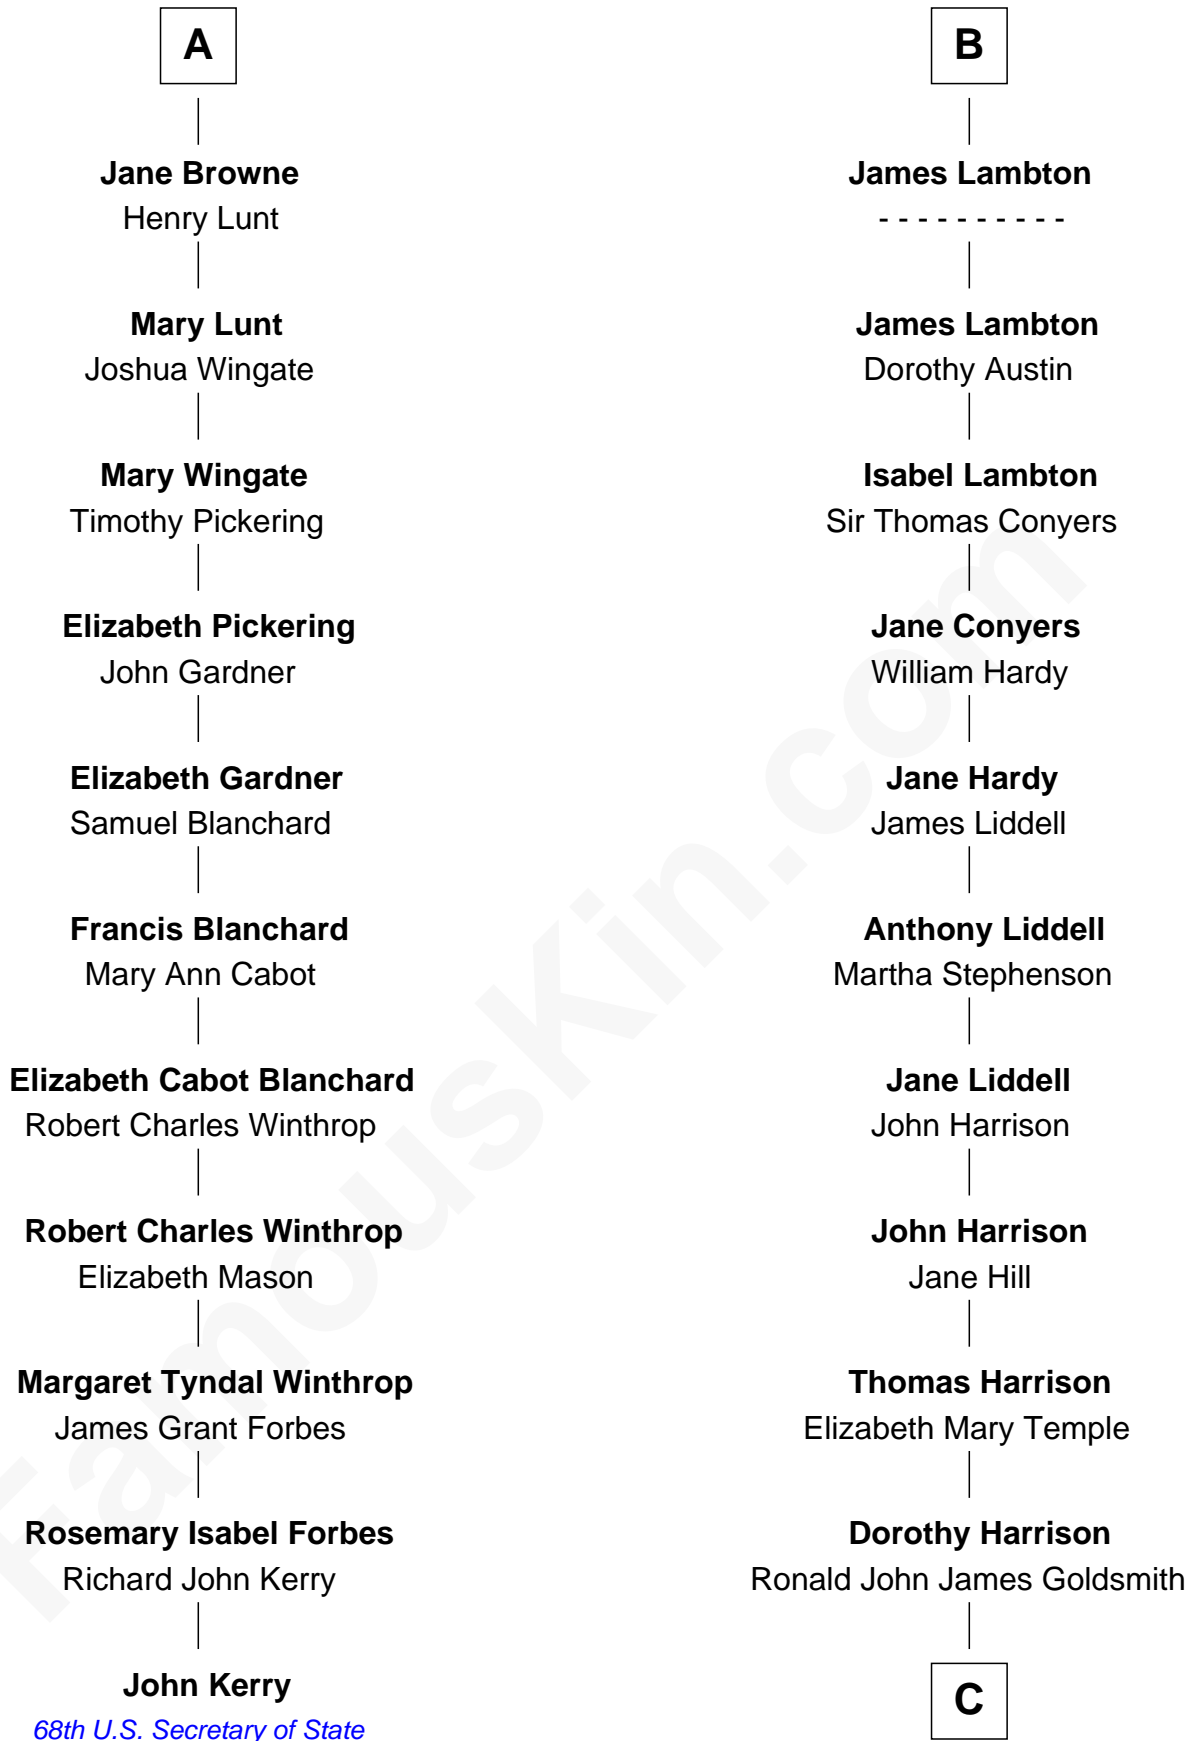 A
Jane Browne
Henry Lunt
Mary Lunt
Joshua Wingate
Mary Wingate
Timothy Pickering
Elizabeth Pickering
John Gardner
Elizabeth Gardner
Samuel Blanchard
Francis Blanchard
Mary Ann Cabot
Elizabeth Cabot Blanchard
Robert Charles Winthrop
Robert Charles Winthrop
Elizabeth Mason
Margaret Tyndal Winthrop
James Grant Forbes
Rosemary Isabel Forbes
Richard John Kerry
John Kerry
68th U.S. Secretary of State
B
James Lambton
- - - - - - - - - -
James Lambton
Dorothy Austin
Isabel Lambton
Sir Thomas Conyers
Jane Conyers
William Hardy
Jane Hardy
James Liddell
Anthony Liddell
Martha Stephenson
Jane Liddell
John Harrison
John Harrison
Jane Hill
Thomas Harrison
Elizabeth Mary Temple
Dorothy Harrison
Ronald John James Goldsmith
C
FamousKin.com